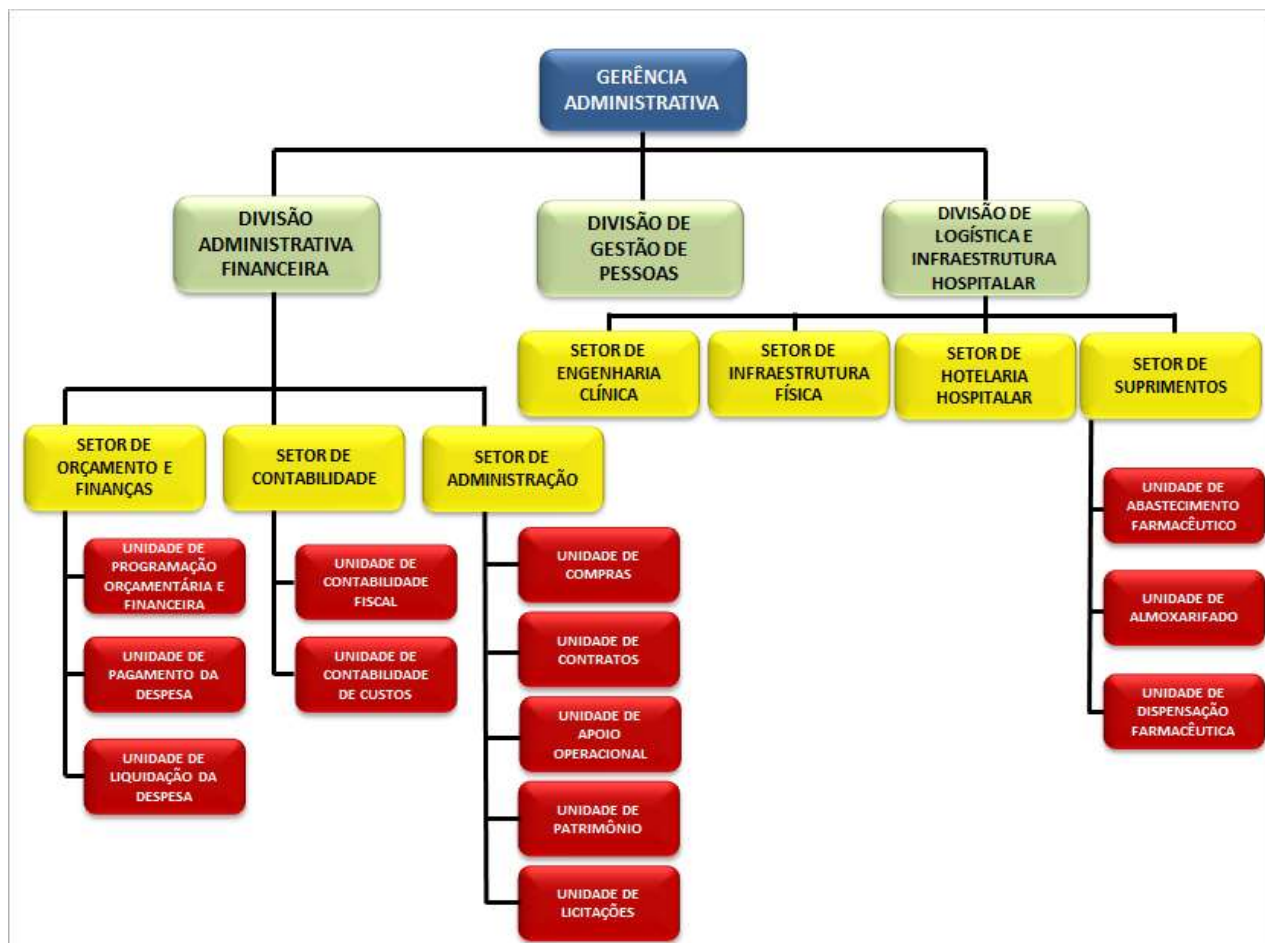 GERÊNCIA
ADMINISTRATIVA
DIVISÃO
ADMINISTRATIVA
FINANCEIRA
DIVISÃO DE
GESTÃO DE
PESSOAS
DIVISÃO DE
LOGÍSTICA E
INFRAESTRUTURA
HOSPITALAR
SETOR DE
ENGENHARIA
CLÍNICA
SETOR DE
INFRAESTRUTURA
FÍSICA
SETOR DE
HOTELARIA
HOSPITALAR
SETOR DE
SUPRIMENTOS
SETOR DE
ORÇAMENTO E
FINANÇAS
SETOR DE
CONTABILIDADE
SETOR DE
ADMINISTRAÇÃO
UNIDADE DE
PROGRAMAÇÃO
ORÇAMENTÁRIA E
FINANCEIRA
UNIDADE DE
PAGAMENTO DA
DESPESA
UNIDADE DE
LIQUIDAÇÃO DA
DESPESA
UNIDADE DE
CONTABILIDADE
FISCAL
UNIDADE DE
CONTABILIDADE
DE CUSTOS
UNIDADE DE
COMPRAS
UNIDADE DE
CONTRATOS
UNIDADE DE
APOIO
OPERACIONAL
UNIDADE DE
PATRIMÔNIO
UNIDADE DE
LICITAÇÕES
UNIDADE DE
ABASTECIMENTO
FARMACÊUTICO
UNIDADE DE
ALMOXARIFADO
UNIDADE DE
DISPENSAÇÃO
FARMACÊUTICA